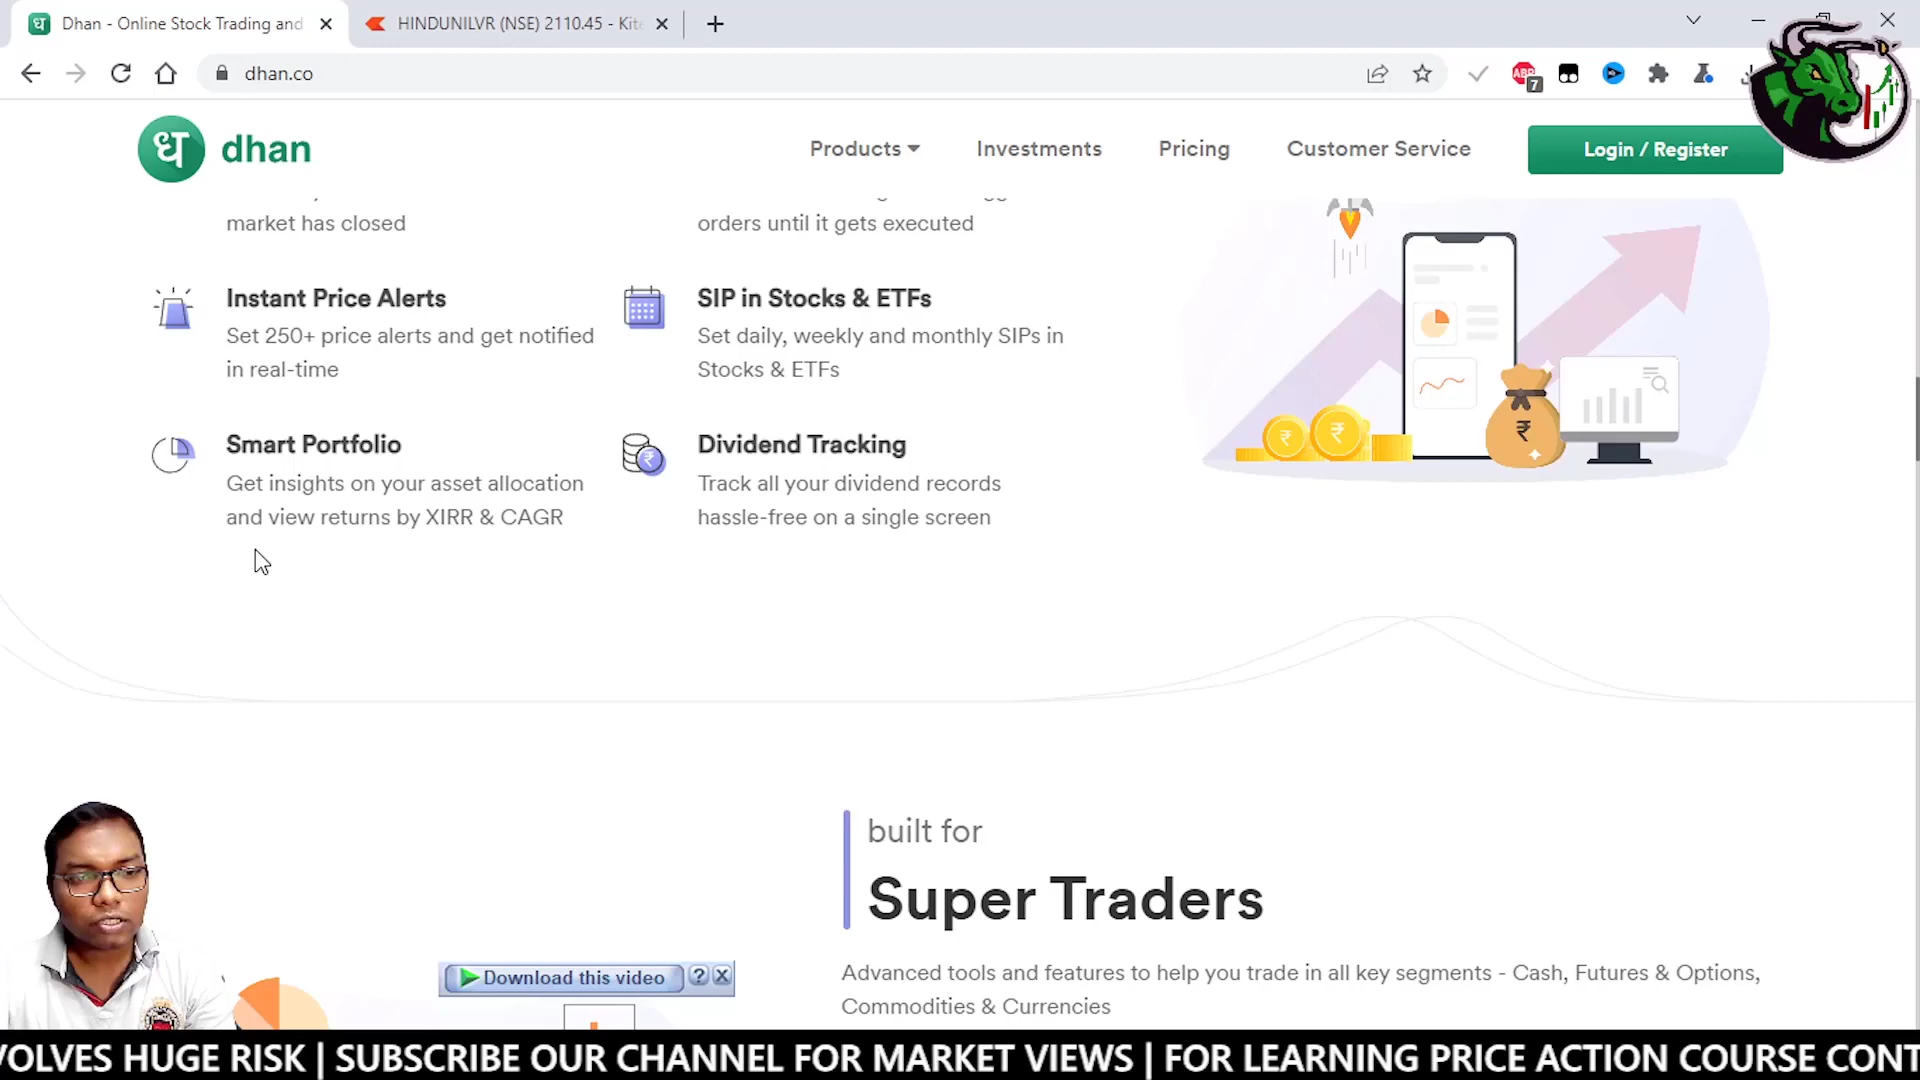 Dhan - Online Stock Trading and
HINDUNILVR (NSE) 2110.45 - Kite
dhan.co
ABP
7
ध dhan
Products
Investments
Pricing
Customer Service
Login / Register
market has closed
orders until it gets executed
Instant Price Alerts
Set 250+ price alerts and get notified
in real-time
SIP in Stocks & ETFs
Set daily, weekly and monthly SIPs in
Stocks & ETFs
Smart Portfolio
Get insights on your asset allocation
and view returns by XIRR & CAGR
Dividend Tracking
Track all your dividend records
hassle-free on a single screen
built for
Super Traders
Advanced tools and features to help you trade in all key segments - Cash, Futures & Options,
Commodities & Currencies
Download this video
VOLVES HUGE RISK | SUBSCRIBE OUR CHANNEL FOR MARKET VIEWS | FOR LEARNING PRICE ACTION COURSE CONT